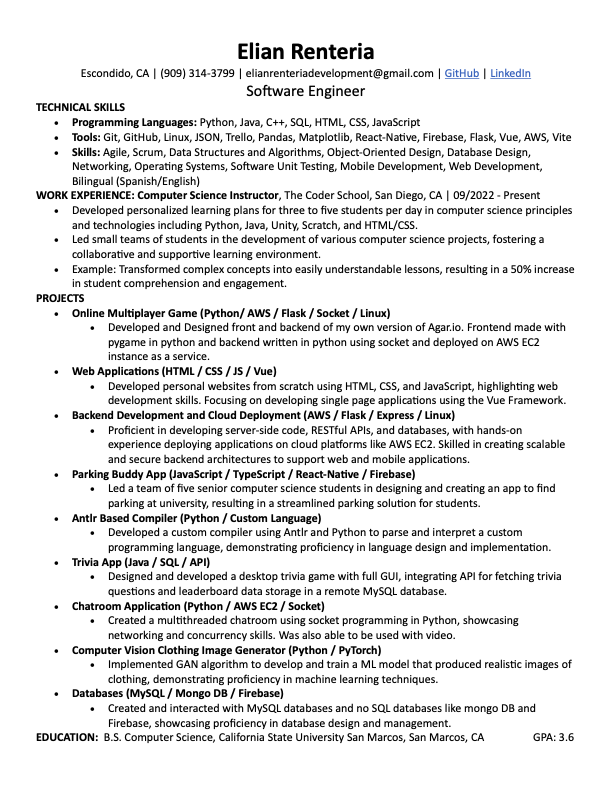 Elian Renteria
Escondido, CA | (909) 314-3799 | elianrenteriadevelopment@gmail.com | GitHub | LinkedIn
Software Engineer
TECHNICAL SKILLS
• Programming Languages: Python, Java, C++, SQL, HTML, CSS, JavaScript
• Tools: Git, GitHub, Linux, JSON, Trello, Pandas, Matplotlib, React-Native, Firebase, Flask, Vue, AWS, Vite
• Skills: Agile, Scrum, Data Structures and Algorithms, Object-Oriented Design, Database Design,
Networking, Operating Systems, Software Unit Testing, Mobile Development, Web Development,
Bilingual (Spanish/English)
WORK EXPERIENCE: Computer Science Instructor, The Coder School, San Diego, CA | 09/2022 - Present
• Developed personalized learning plans for three to five students per day in computer science principles
and technologies including Python, Java, Unity, Scratch, and HTML/CSS.
• Led small teams of students in the development of various computer science projects, fostering a
collaborative and supportive learning environment.
• Example: Transformed complex concepts into easily understandable lessons, resulting in a 50% increase
in student comprehension and engagement.
PROJECTS
• Online Multiplayer Game (Python/ AWS / Flask / Socket / Linux)
• Developed and Designed front and backend of my own version of Agar.io. Frontend made with
pygame in python and backend written in python using socket and deployed on AWS EC2
instance as a service.
• Web Applications (HTML / CSS / JS / Vue)
• Developed personal websites from scratch using HTML, CSS, and JavaScript, highlighting web
development skills. Focusing on developing single page applications using the Vue Framework.
• Backend Development and Cloud Deployment (AWS / Flask / Express / Linux)
• Proficient in developing server-side code, RESTful APIs, and databases, with hands-on
experience deploying applications on cloud platforms like AWS EC2. Skilled in creating scalable
and secure backend architectures to support web and mobile applications.
• Parking Buddy App (JavaScript / TypeScript / React-Native / Firebase)
• Led a team of five senior computer science students in designing and creating an app to find
parking at university, resulting in a streamlined parking solution for students.
• Antlr Based Compiler (Python / Custom Language)
• Developed a custom compiler using Antlr and Python to parse and interpret a custom
programming language, demonstrating proficiency in language design and implementation.
• Trivia App (Java / SQL / API)
• Designed and developed a desktop trivia game with full GUI, integrating API for fetching trivia
questions and leaderboard data storage in a remote MySQL database.
• Chatroom Application (Python / AWS EC2 / Socket)
• Created a multithreaded chatroom using socket programming in Python, showcasing
networking and concurrency skills. Was also able to be used with video.
• Computer Vision Clothing Image Generator (Python / PyTorch)
• Implemented GAN algorithm to develop and train a ML model that produced realistic images of
clothing, demonstrating proficiency in machine learning techniques.
• Databases (MySQL / Mongo DB / Firebase)
• Created and interacted with MySQL databases and no SQL databases like mongo DB and
Firebase, showcasing proficiency in database design and management.
EDUCATION: B.S. Computer Science, California State University San Marcos, San Marcos, CA GPA: 3.6